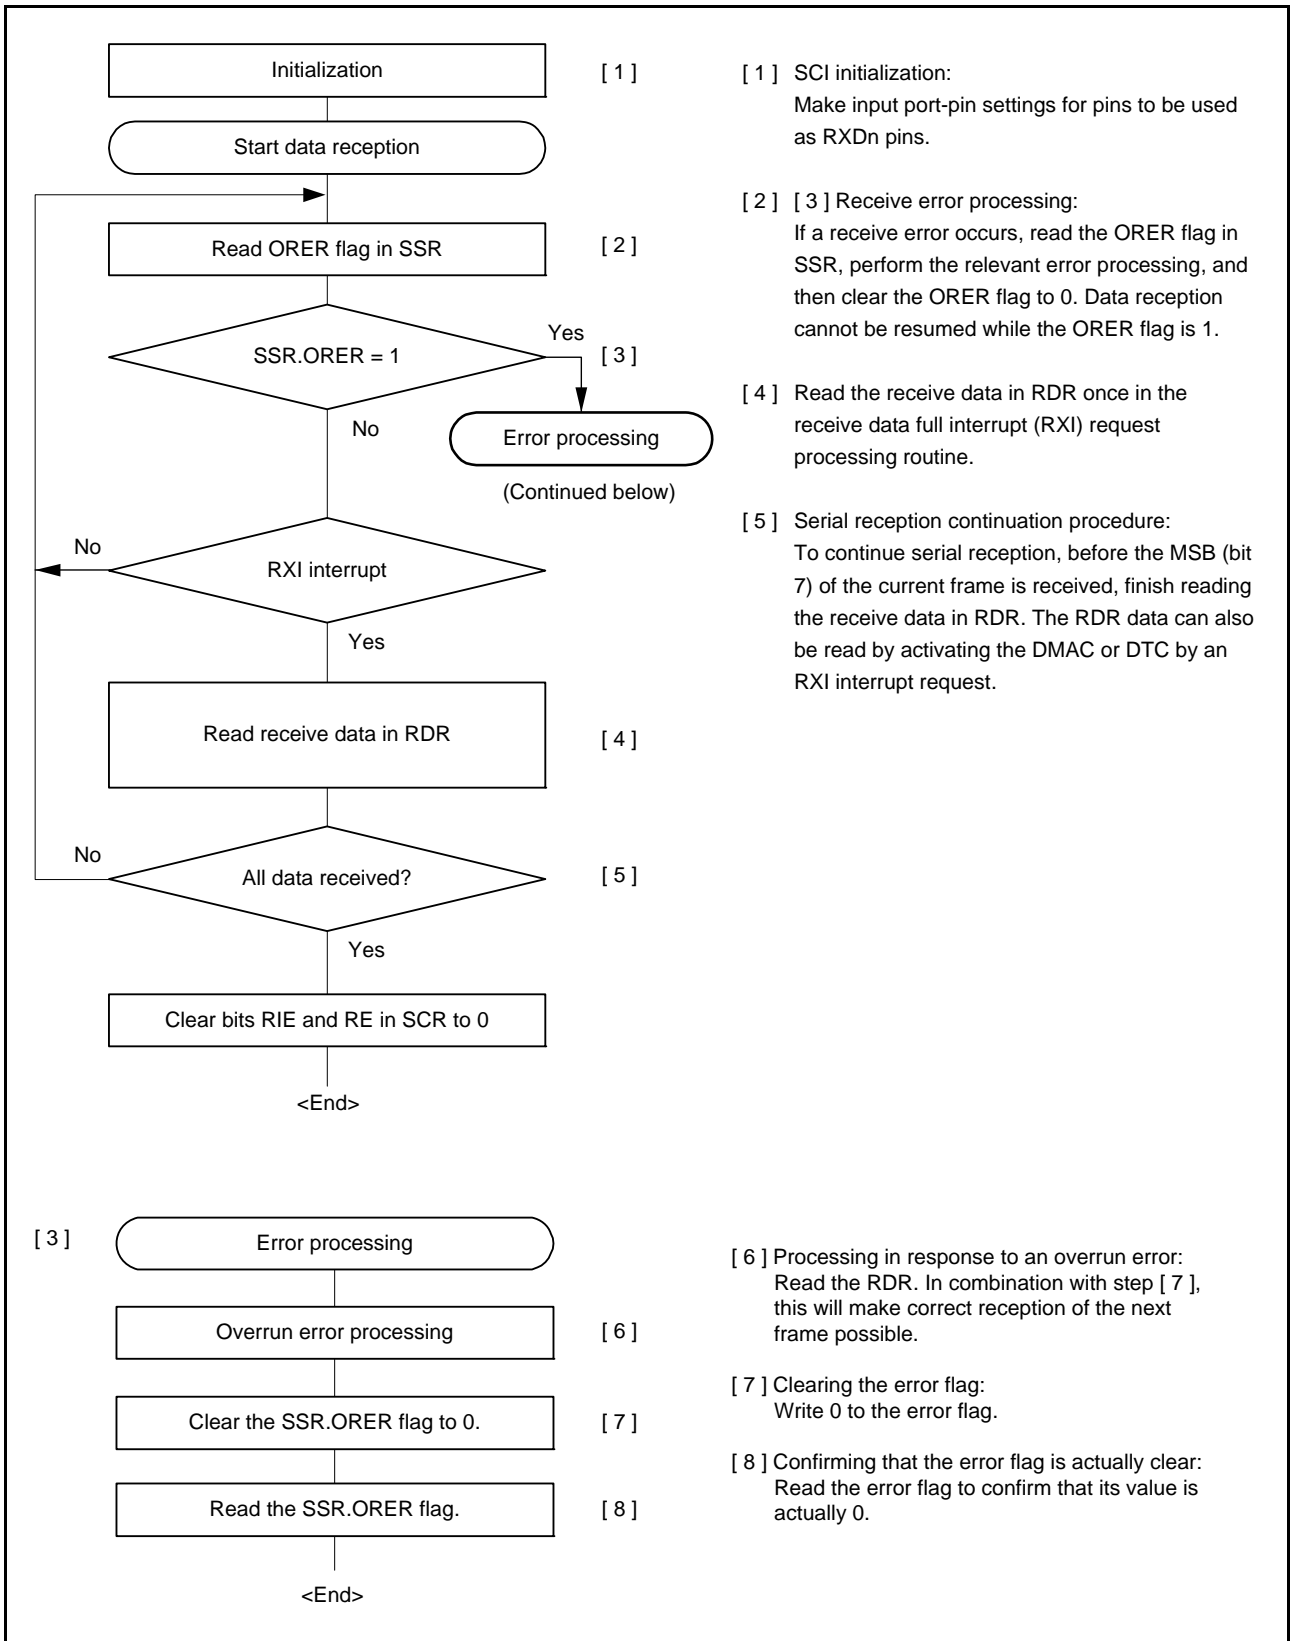 Initialization
[ 1 ]
Start data reception
Read ORER flag in SSR
[ 2 ]
SSR.ORER = 1
Yes
[ 3 ]
No
Error processing
(Continued below)
No
RXI interrupt
Yes
Read receive data in RDR
[ 4 ]
No
All data received?
[ 5 ]
Yes
Clear bits RIE and RE in SCR to 0
<End>
[ 1 ] SCI initialization:
Make input port-pin settings for pins to be used
as RXDn pins.
[ 2 ] [ 3 ] Receive error processing:
If a receive error occurs, read the ORER flag in
SSR, perform the relevant error processing, and
then clear the ORER flag to 0. Data reception
cannot be resumed while the ORER flag is 1.
[ 4 ] Read the receive data in RDR once in the
receive data full interrupt (RXI) request
processing routine.
[ 5 ] Serial reception continuation procedure:
To continue serial reception, before the MSB (bit
7) of the current frame is received, finish reading
the receive data in RDR. The RDR data can also
be read by activating the DMAC or DTC by an
RXI interrupt request.
[ 3 ]
Error processing
Overrun error processing
[ 6 ]
Clear the SSR.ORER flag to 0.
[ 7 ]
Read the SSR.ORER flag.
[ 8 ]
<End>
[ 6 ] Processing in response to an overrun error:
Read the RDR. In combination with step [ 7 ],
this will make correct reception of the next
frame possible.
[ 7 ] Clearing the error flag:
Write 0 to the error flag.
[ 8 ] Confirming that the error flag is actually clear:
Read the error flag to confirm that its value is
actually 0.